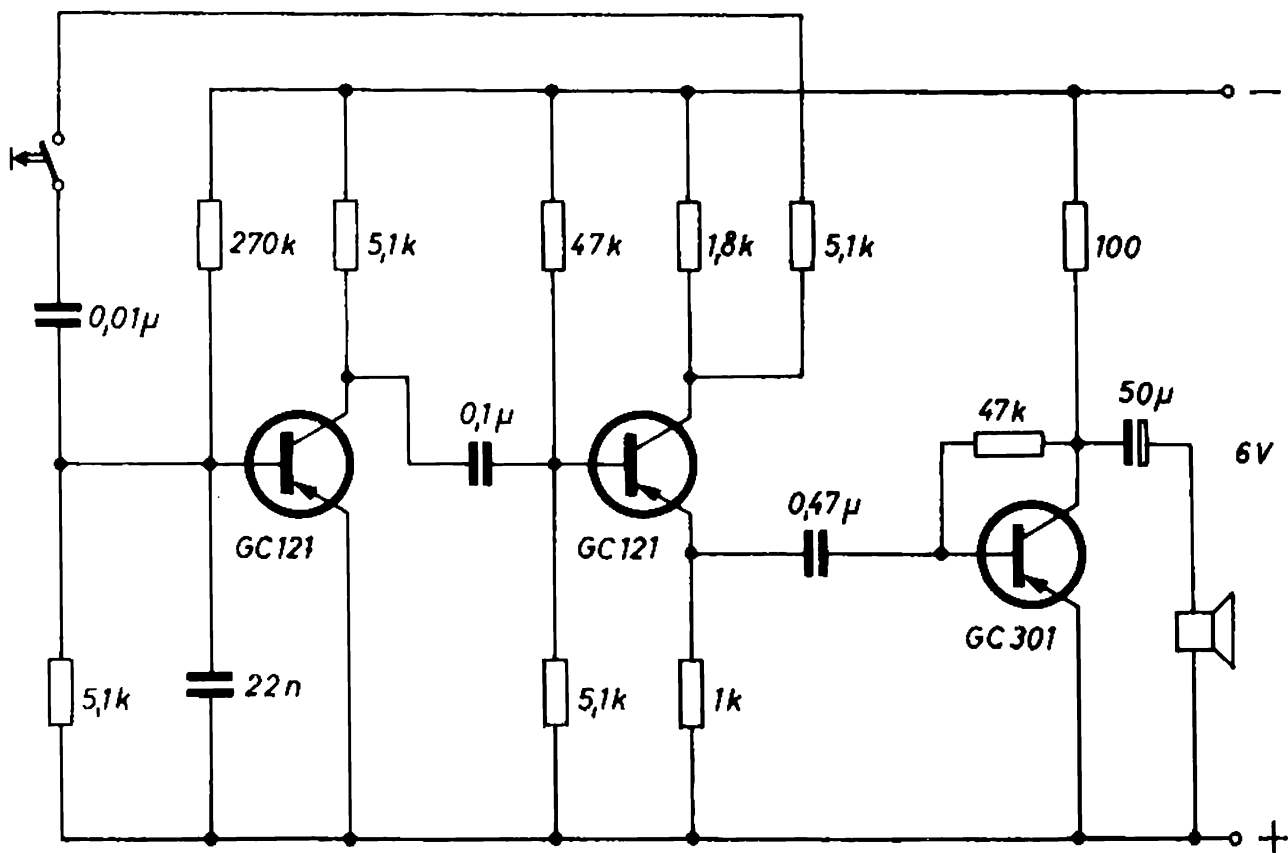 −
270k
5,1k
47k
1,8k
5,1k
100
0,01µ
0,1µ
47k
50µ
6V
0,47µ
GC121
GC121
GC301
5,1k
22n
5,1k
1k
+